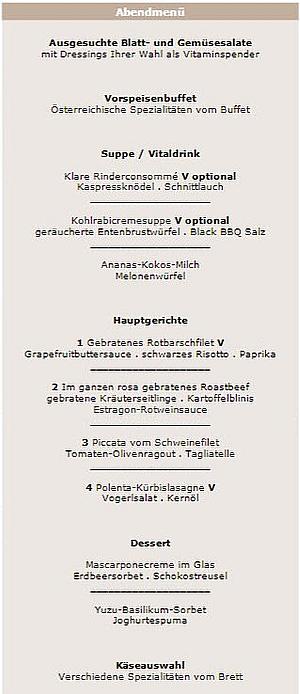 Abendmenü
Ausgesuchte Blatt- und Gemüsesalate
mit Dressings Ihrer Wahl als Vitaminspender
Vorspeisenbuffet
Österreichische Spezialitäten vom Buffet
Suppe / Vitaldrink
Klare Rinderconsommé V optional
Kaspressknödel . Schnittlauch
Kohlrabicremesuppe V optional
geräucherte Entenbrustwürfel . Black BBQ Salz
Ananas-Kokos-Milch
Melonenwürfel
Hauptgerichte
1 Gebratenes Rotbarschfilet V
Grapefruitbuttersauce . schwarzes Risotto . Paprika
2 Im ganzen rosa gebratenes Roastbeef
gebratene Kräuterseitlinge . Kartoffelblinis
Estragon-Rotweinsauce
3 Piccata vom Schweinefilet
Tomaten-Olivenragout . Tagliatelle
4 Polenta-Kürbislasagne V
Vogerlsalat . Kernöl
Dessert
Mascarponecreme im Glas
Erdbeersorbet . Schokostreusel
Yuzu-Basilikum-Sorbet
Joghurtespuma
Käseauswahl
Verschiedene Spezialitäten vom Brett